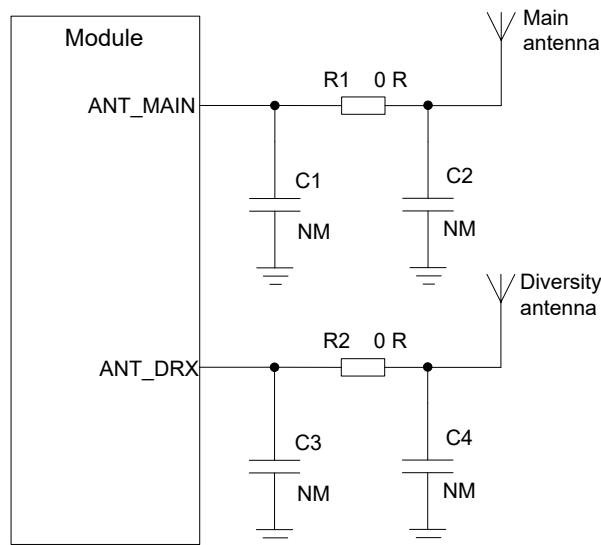 Module
Main
antenna
R1 0 R
ANT_MAIN
C1
C2
NM
NM
Diversity
antenna
R2 0 R
ANT_DRX
C3
C4
NM
NM